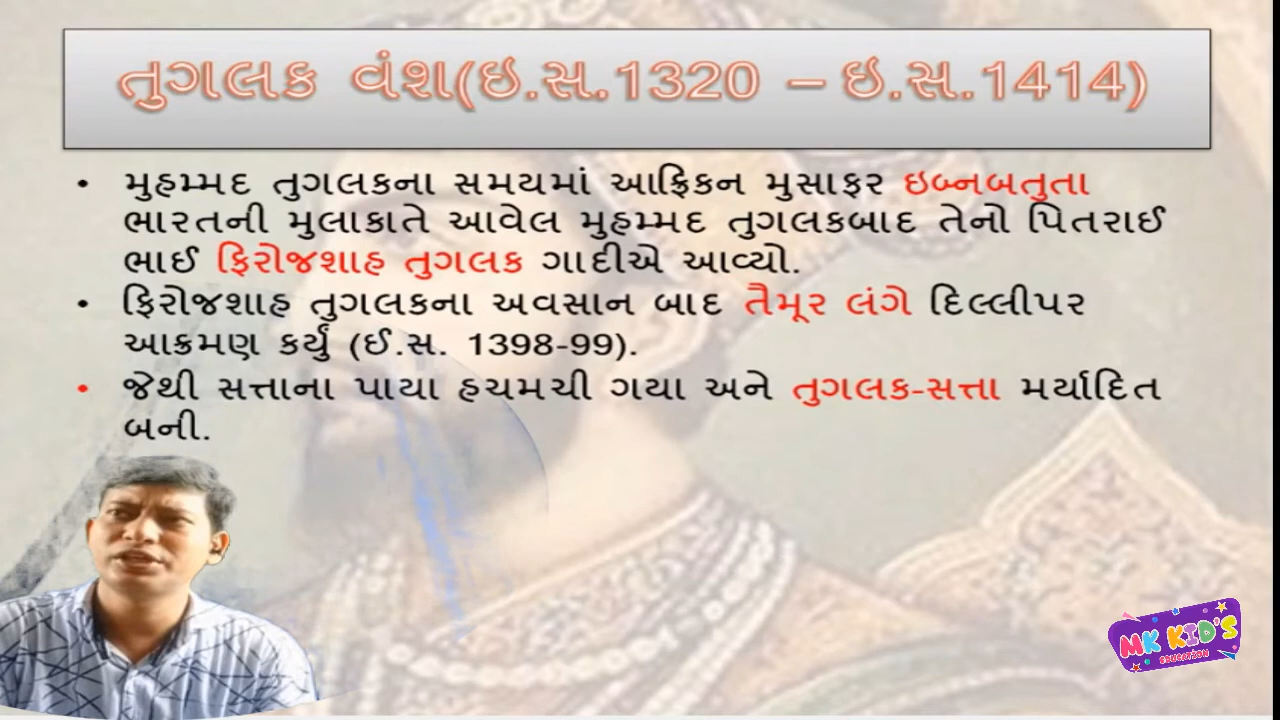 તુગલક વંશ(ઇ.સ.1320 – ઇ.સ.1414)
• મુહમ્મદ તુગલકના સમયમાં આફ્રિકન મુસાફર ઇબ્નબતુતા
ભારતની મુલાકાતે આવેલ મુહમ્મદ તુગલકબાદ તેનો પિતરાઈ
ભાઈ ફિરોજશાહ તુગલક ગાદીએ આવ્યો.
• ફિરોજશાહ તુગલકના અવસાન બાદ તૈમૂર લંગે દિલ્લીપર
આક્રમણ કર્યું (ઈ.સ. 1398-99).
• જેથી સત્તાના પાયા હચમચી ગયા અને તુગલક-સત્તા મર્યાદિત
બની.
MK KID'S
EDUCATION